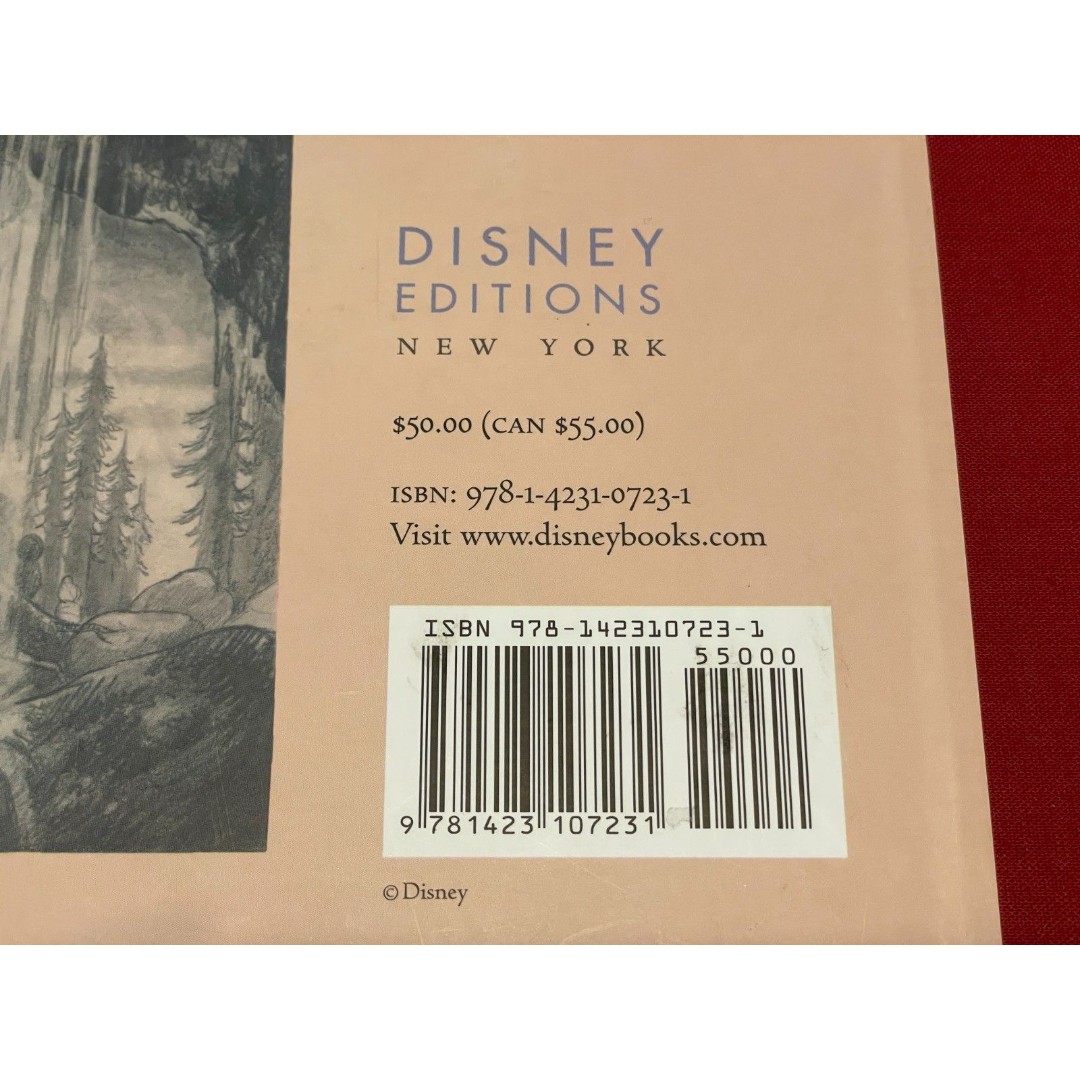 DISNEY
EDITIONS
NEW YORK
$50.00 (CAN $55.00)
ISBN: 978-1-4231-0723-1
Visit www.disneybooks.com
ISBN 978-142310723-1
55000
9 781423 107231
© Disney